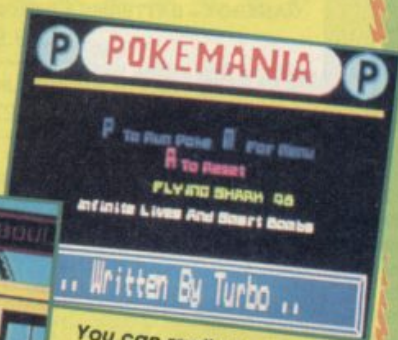 P POKEMANIA P
P To Run Poke M For Menu
R To Reset
FLYING SHARK GB
Infinite Lives And Smart Bombs
.. Written By Turbo ..
You can